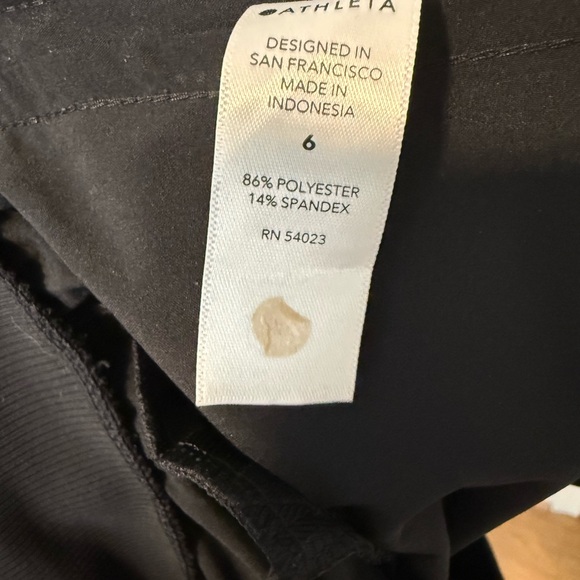 ATHLETA
DESIGNED IN
SAN FRANCISCO
MADE IN
INDONESIA
6
86% POLYESTER
14% SPANDEX
RN 54023